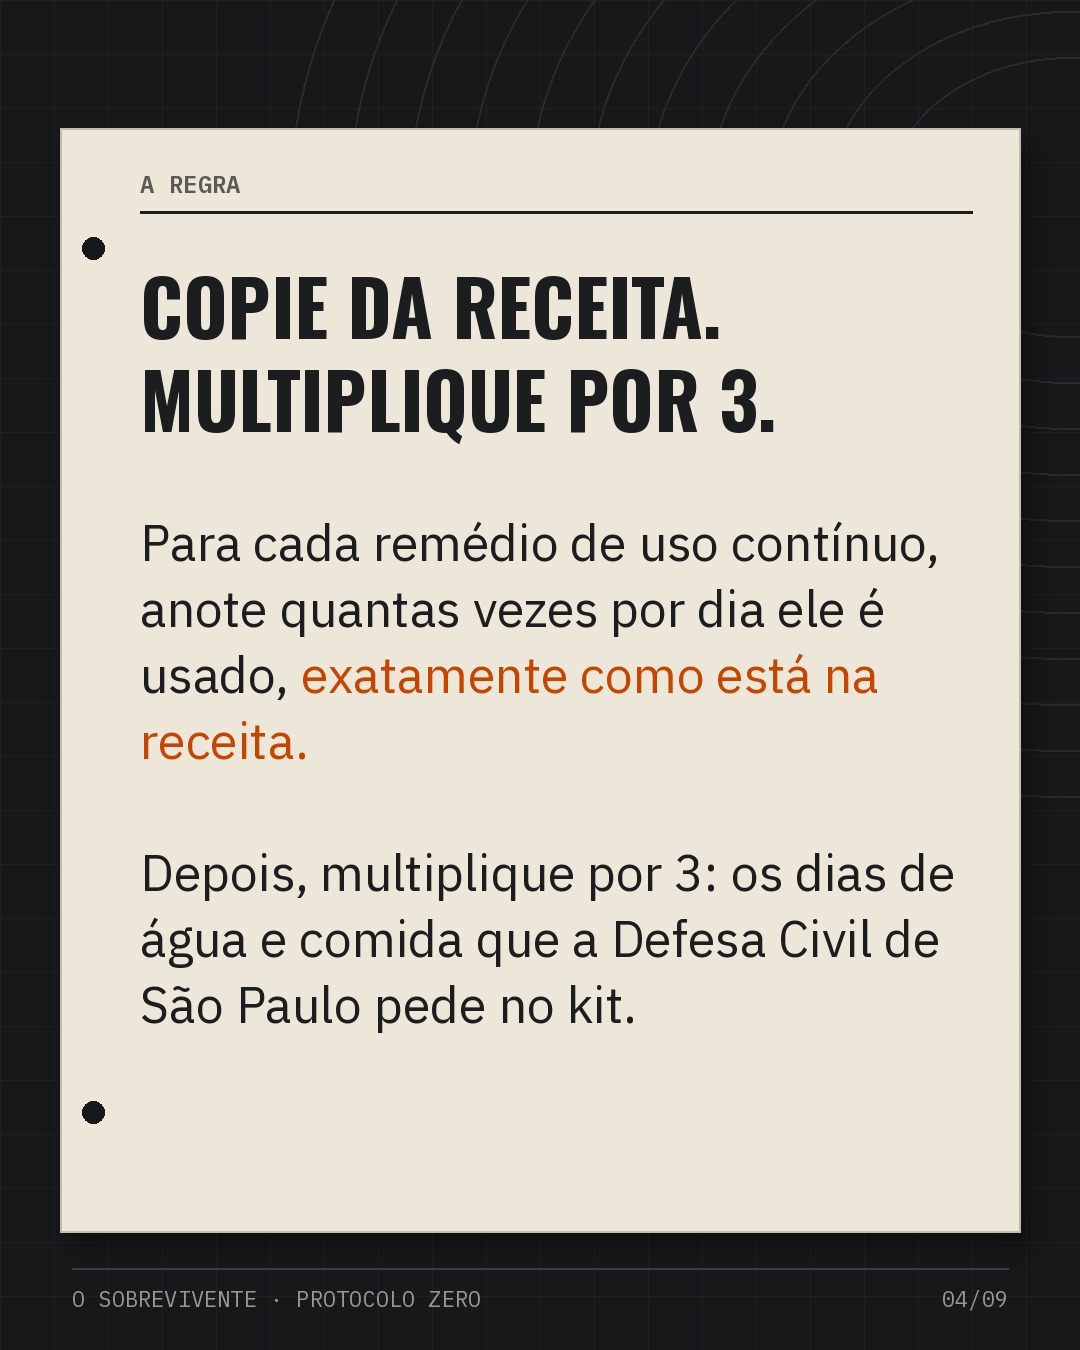 A REGRA
COPIE DA RECEITA.
MULTIPLIQUE POR 3.
Para cada remédio de uso contínuo,
anote quantas vezes por dia ele é
usado, exatamente como está na
receita.
Depois, multiplique por 3: os dias de
água e comida que a Defesa Civil de
São Paulo pede no kit.
O SOBREVIVENTE · PROTOCOLO ZERO
04/09